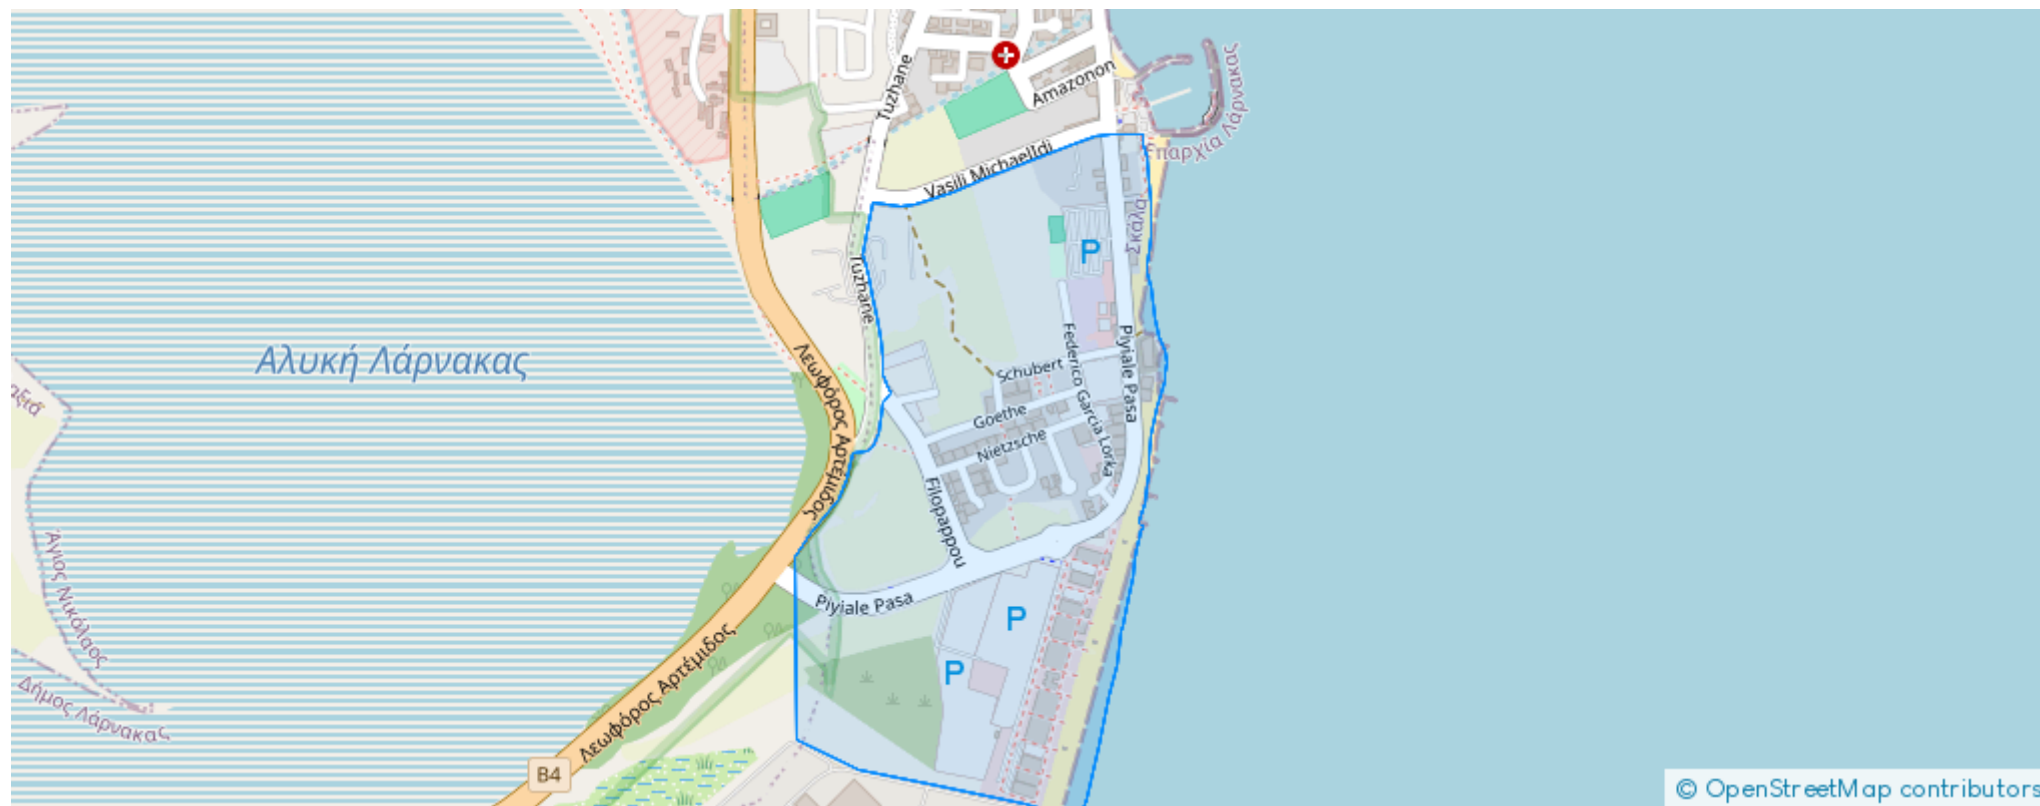 Tuzhane
Amazonon
Επαρχία Λάρνακας
Vasili Michaelidi
Σκάλα
P
Tuzhane
Αλυκή Λάρνακας
Λεωφόρος Αρτέμιδος
Schubert
Federico Garcia Lorka
Piyiale Pasa
Goethe
Nietzsche
Filopappou
Άγιος Νικόλαος
Piyiale Pasa
P
P
Λεωφόρος Αρτέμιδος
Δήμος Λάρνακας
B4
© OpenStreetMap contributors